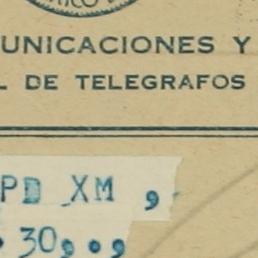 UNICACIONES Y
L DE TELEGRAFOS
PD XM ,
30,•,